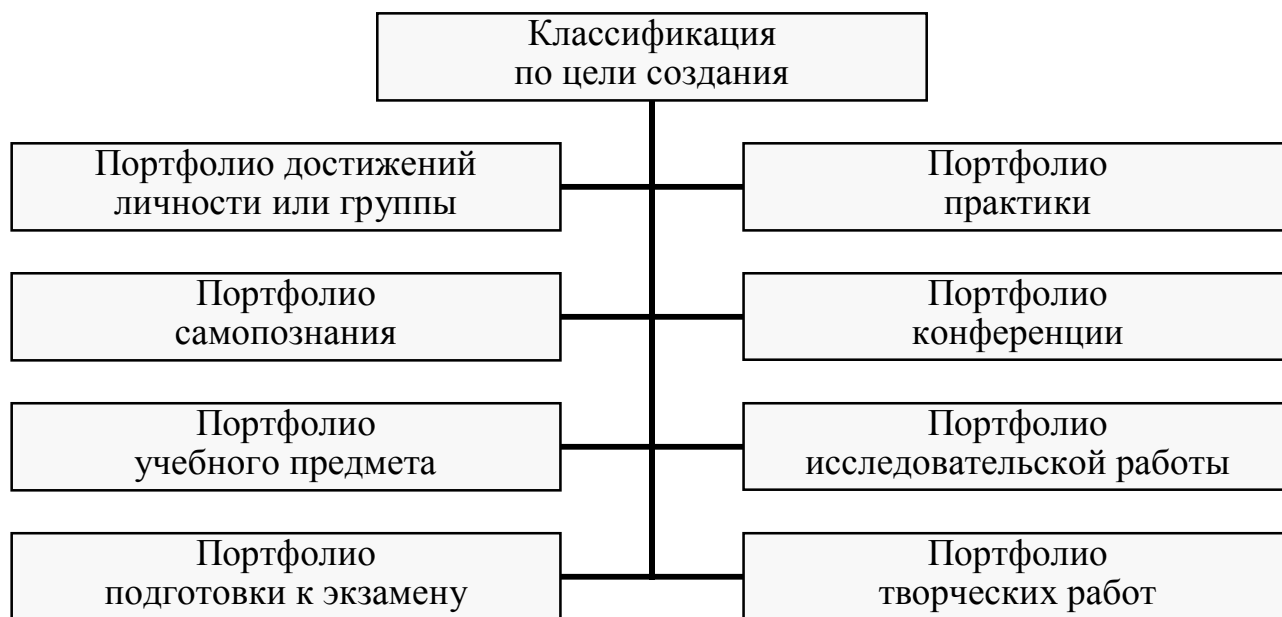 Классификация
по цели создания
Портфолио достижений
личности или группы
Портфолио
практики
Портфолио
самопознания
Портфолио
конференции
Портфолио
учебного предмета
Портфолио
исследовательской работы
Портфолио
подготовки к экзамену
Портфолио
творческих работ